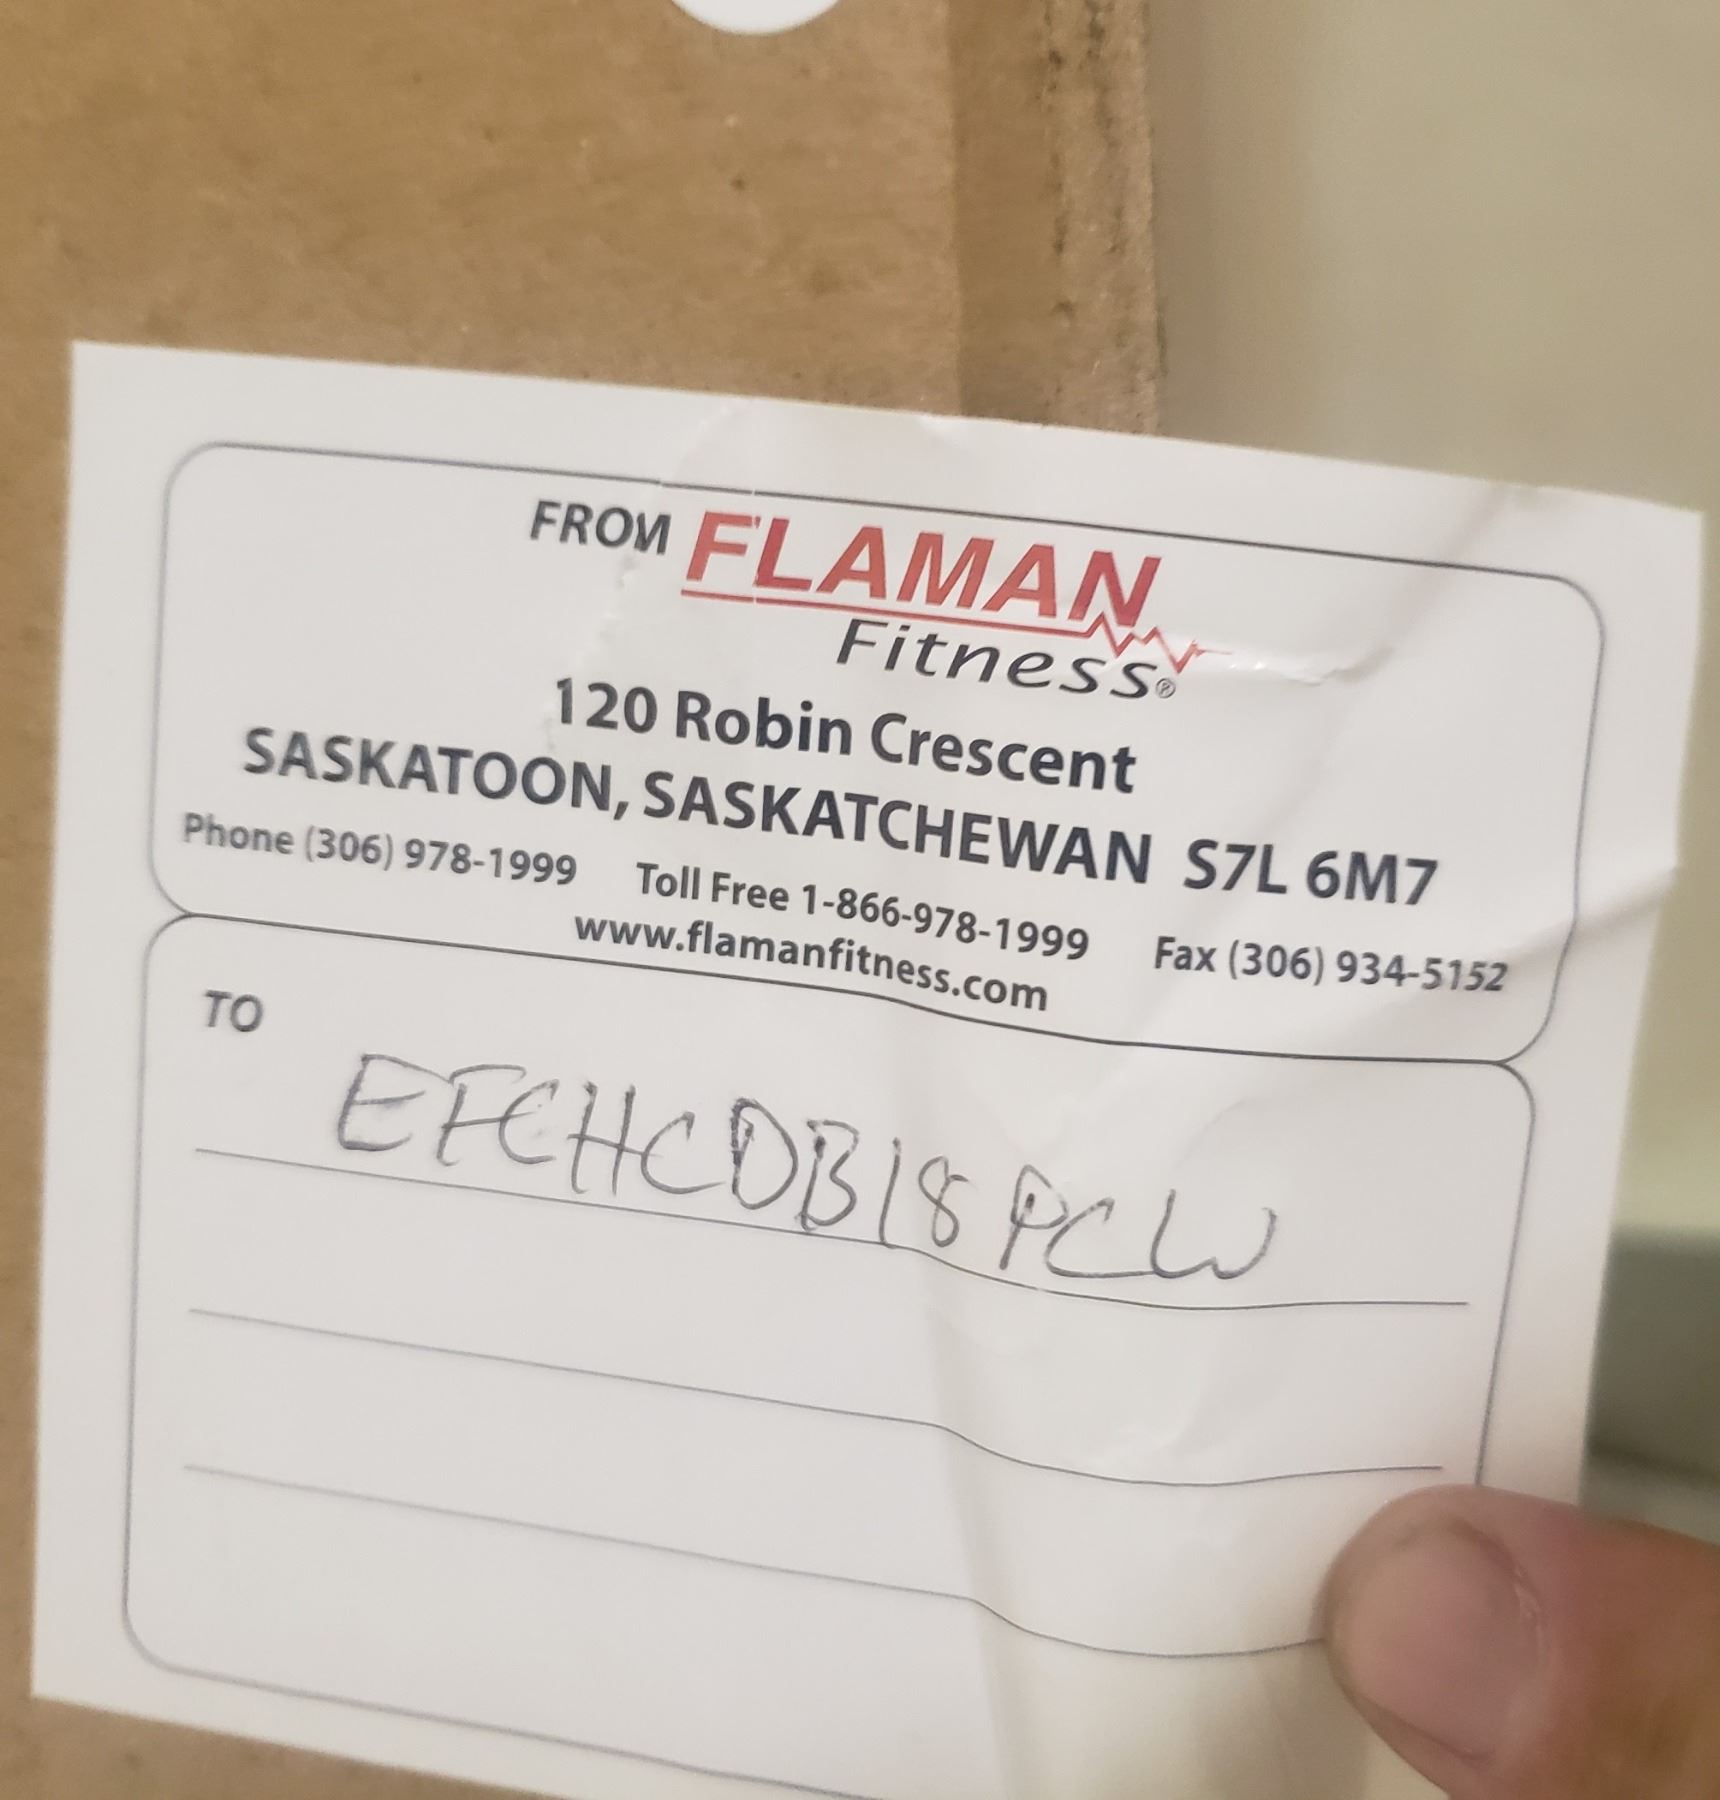 FROM FLAMAN
Fitness®
120 Robin Crescent
SASKATOON, SASKATCHEWAN S7L 6M7
Phone (306) 978-1999 Toll Free 1-866-978-1999 Fax (306) 934-5152
www.flamanfitness.com
TO
EFCHCDB18PCW